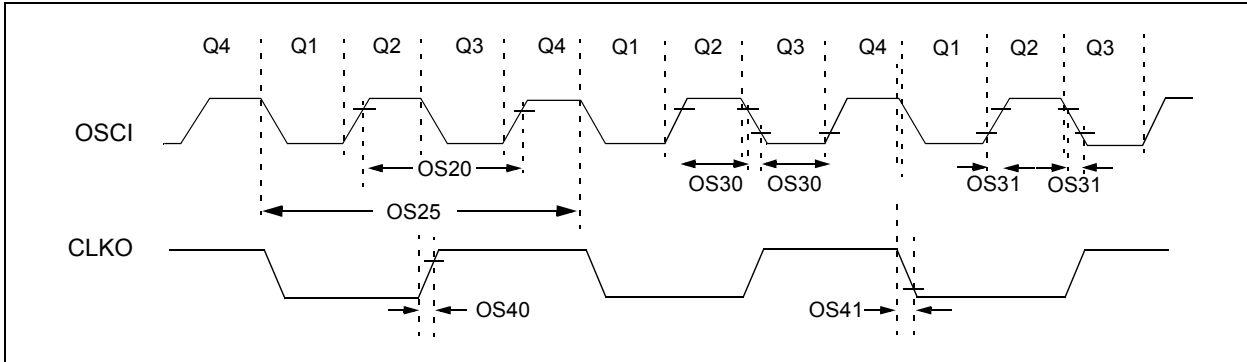 Q4 Q1 Q2 Q3 Q4 Q1 Q2 Q3 Q4 Q1 Q2 Q3
OSCI
OS20
OS30 OS30 OS31 OS31
OS25
CLKO
OS40 OS41